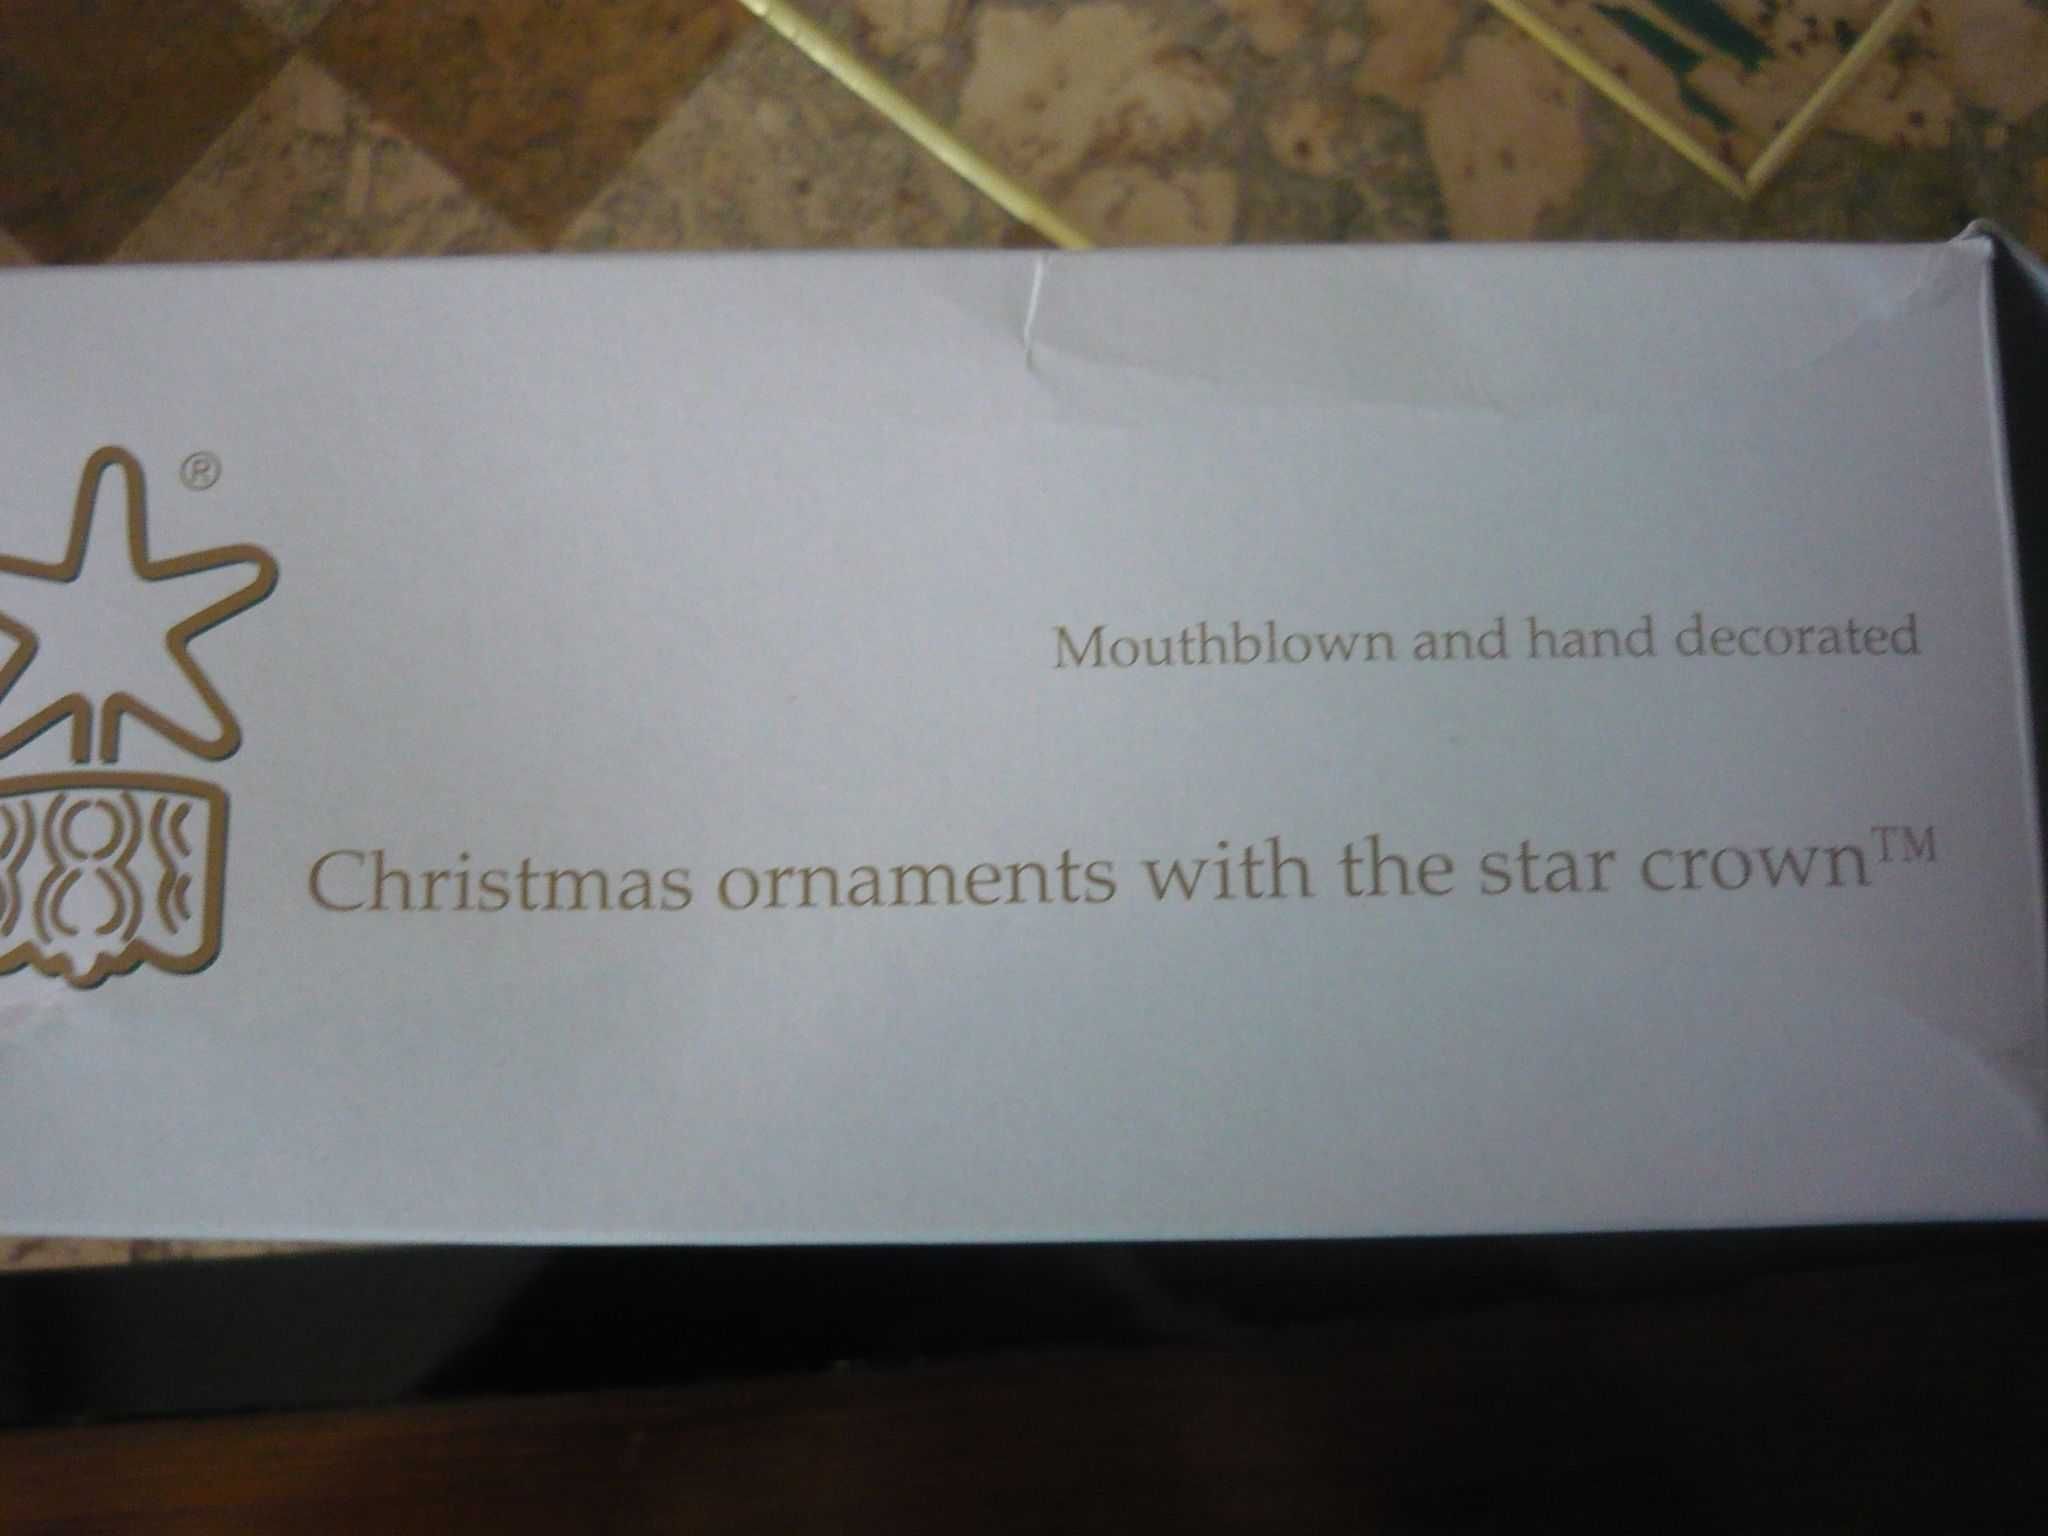 ®
Mouthblown and hand decorated
Christmas ornaments with the star crown™